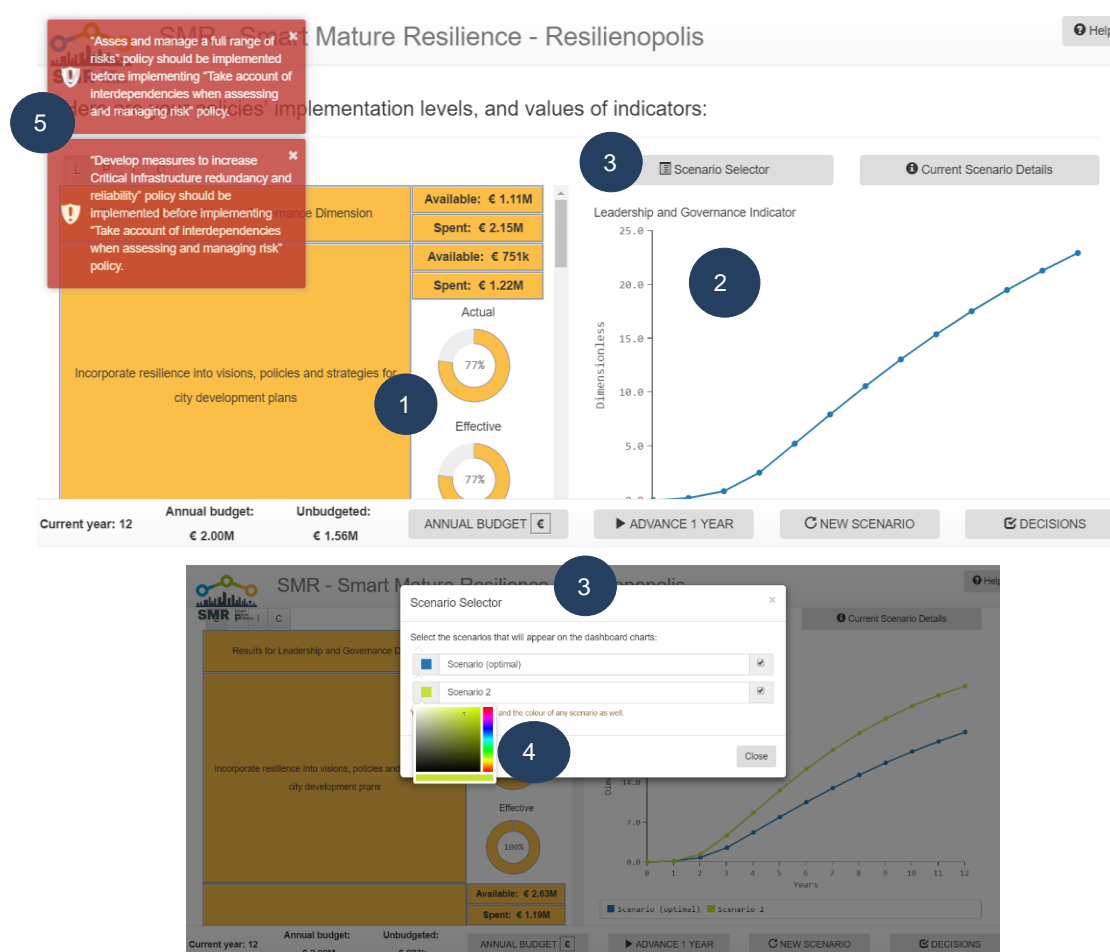 SMR - Smart Mature Resilience - Resilienopolis
Help
SMR
Here are your policies' implementation levels, and values of indicators:
"Asses and manage a full range of
risks" policy should be implemented
before implementing "Take account of
interdependencies when assessing
and managing risk" policy.
5
"Develop measures to increase
Critical Infrastructure redundancy and
reliability" policy should be
implemented before implementing
"Take account of interdependencies
when assessing and managing risk"
policy.
L P I C
3
Scenario Selector
Current Scenario Details
Governance Dimension
Available: € 1.11M
Spent: € 2.15M
Available: € 751k
Spent: € 1.22M
Actual
77%
Incorporate resilience into visions, policies and strategies for
city development plans
1
Effective
77%
Leadership and Governance Indicator
25.0
20.0
15.0
10.0
5.0
0.0
Dimensionless
2
Current year: 12
Annual budget:
€ 2.00M
Unbudgeted:
€ 1.56M
ANNUAL BUDGET €
ADVANCE 1 YEAR
NEW SCENARIO
DECISIONS
SMR - Smart Mature Resilience Resilienopolis
3
Help
SMR
I C
Current Scenario Details
Scenario Selector
Select the scenarios that will appear on the dashboard charts:
Scenario (optimal)
Scenario 2
and the colour of any scenario as well.
4
Close
Results for Leadership and Governance D
Incorporate resilience into visions, policies and
city development plans
Effective
100%
Available: € 2.63M
Spent: € 1.19M
14.0
7.0
0.0
0 1 2 3 4 5 6 7 8 9 10 11 12
Years
Scenario (optimal) Scenario 2
Current year: 12
Annual budget:
Unbudgeted:
ANNUAL BUDGET €
ADVANCE 1 YEAR
NEW SCENARIO
DECISIONS